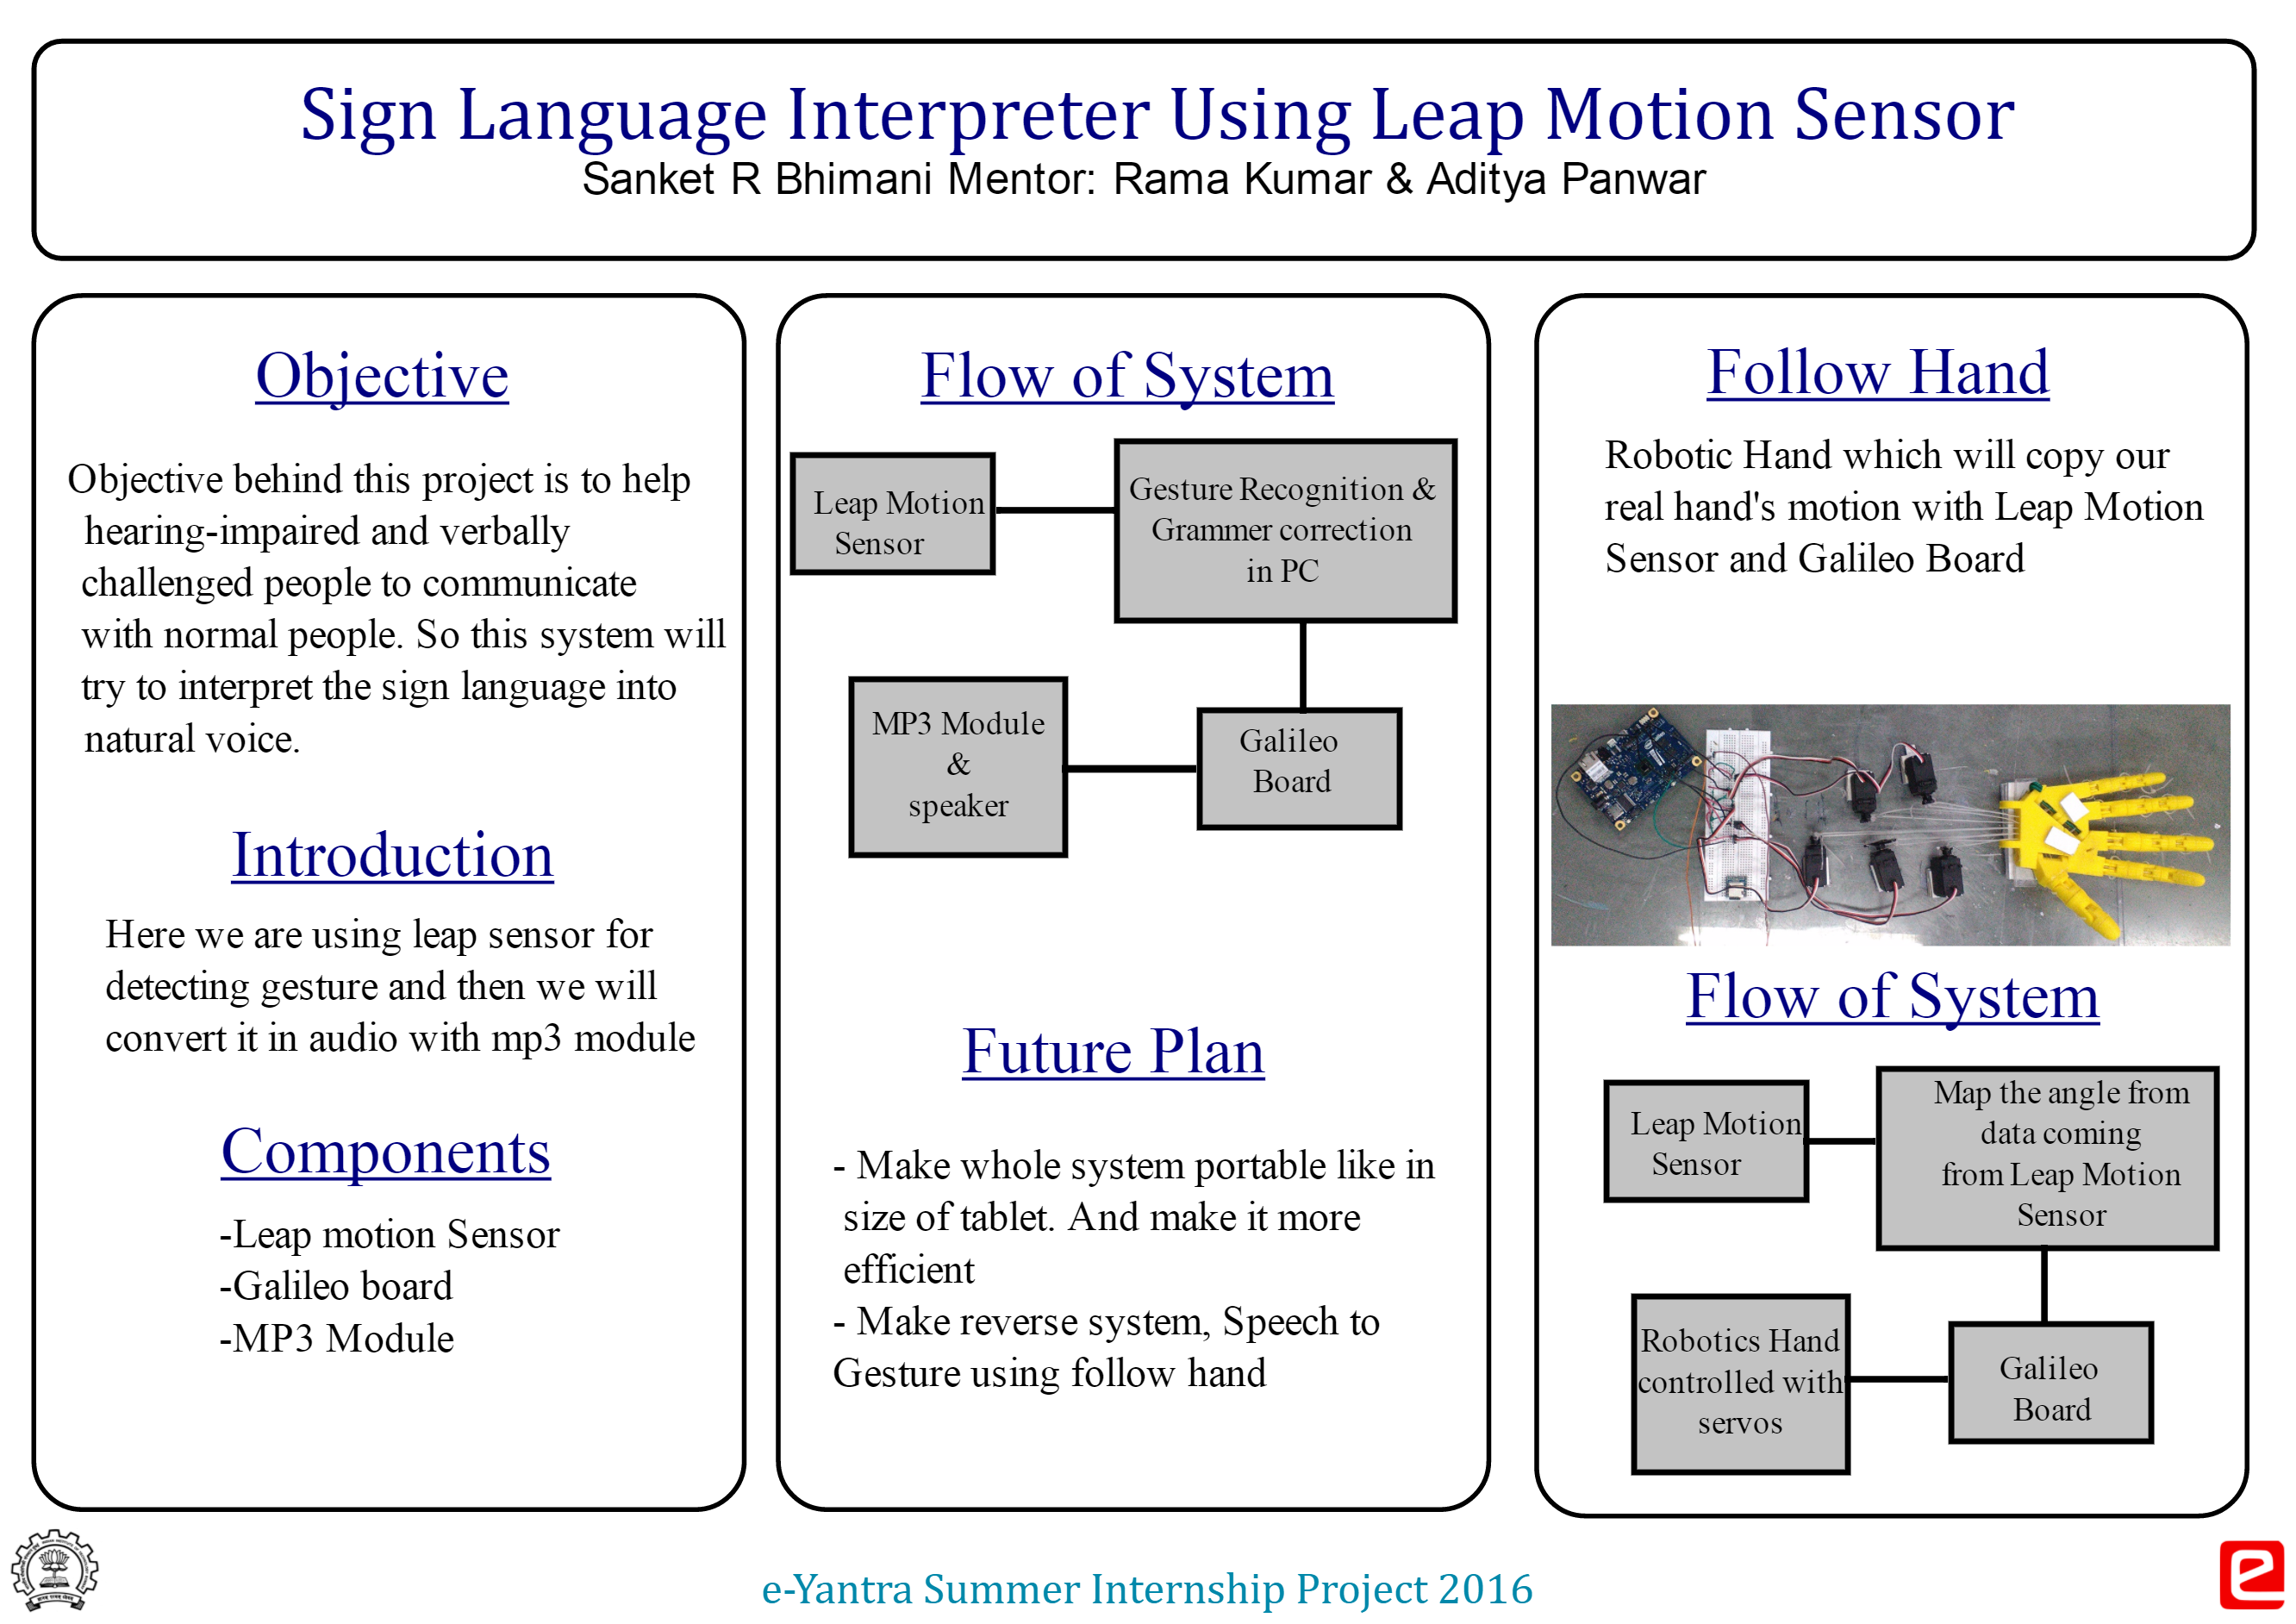 Sign Language Interpreter Using Leap Motion Sensor
Sanket R Bhimani Mentor: Rama Kumar & Aditya Panwar
Objective
Objective behind this project is to help
hearing-impaired and verbally
challenged people to communicate
with normal people. So this system will
try to interpret the sign language into
natural voice.
Introduction
Here we are using leap sensor for
detecting gesture and then we will
convert it in audio with mp3 module
Components
-Leap motion Sensor
-Galileo board
-MP3 Module
Flow of System
Leap Motion
Sensor
Gesture Recognition &
Grammer correction
in PC
MP3 Module
&
speaker
Galileo
Board
Future Plan
- Make whole system portable like in
size of tablet. And make it more
efficient
- Make reverse system, Speech to
Gesture using follow hand
Follow Hand
Robotic Hand which will copy our
real hand's motion with Leap Motion
Sensor and Galileo Board
Flow of System
Leap Motion
Sensor
Map the angle from
data coming
from Leap Motion
Sensor
Robotics Hand
controlled with
servos
Galileo
Board
e-Yantra Summer Internship Project 2016